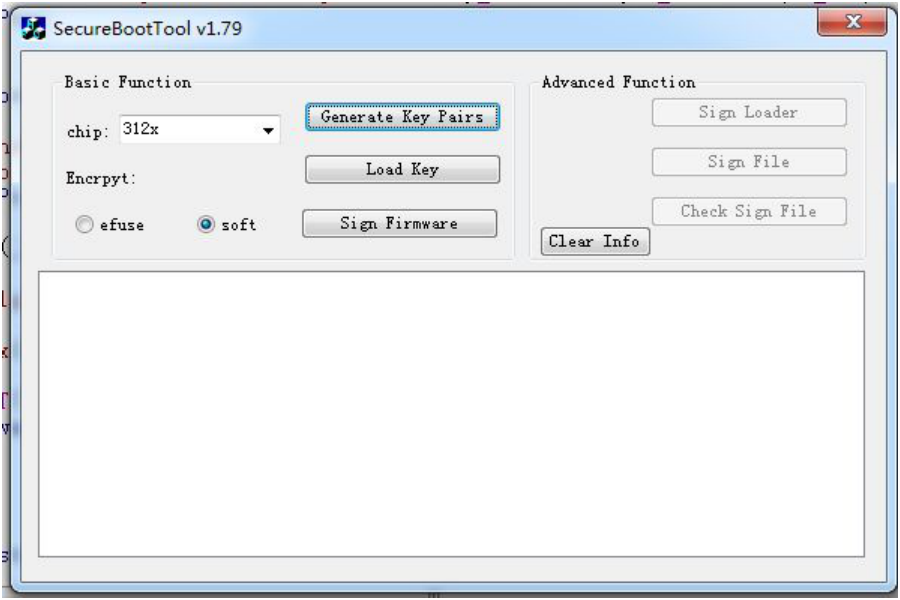 SecureBootTool v1.79
Basic Function
chip: 312x
Generate Key Pairs
Load Key
Encrpyt:
efuse
soft
Sign Firmware
Advanced Function
Sign Loader
Sign File
Check Sign File
Clear Info